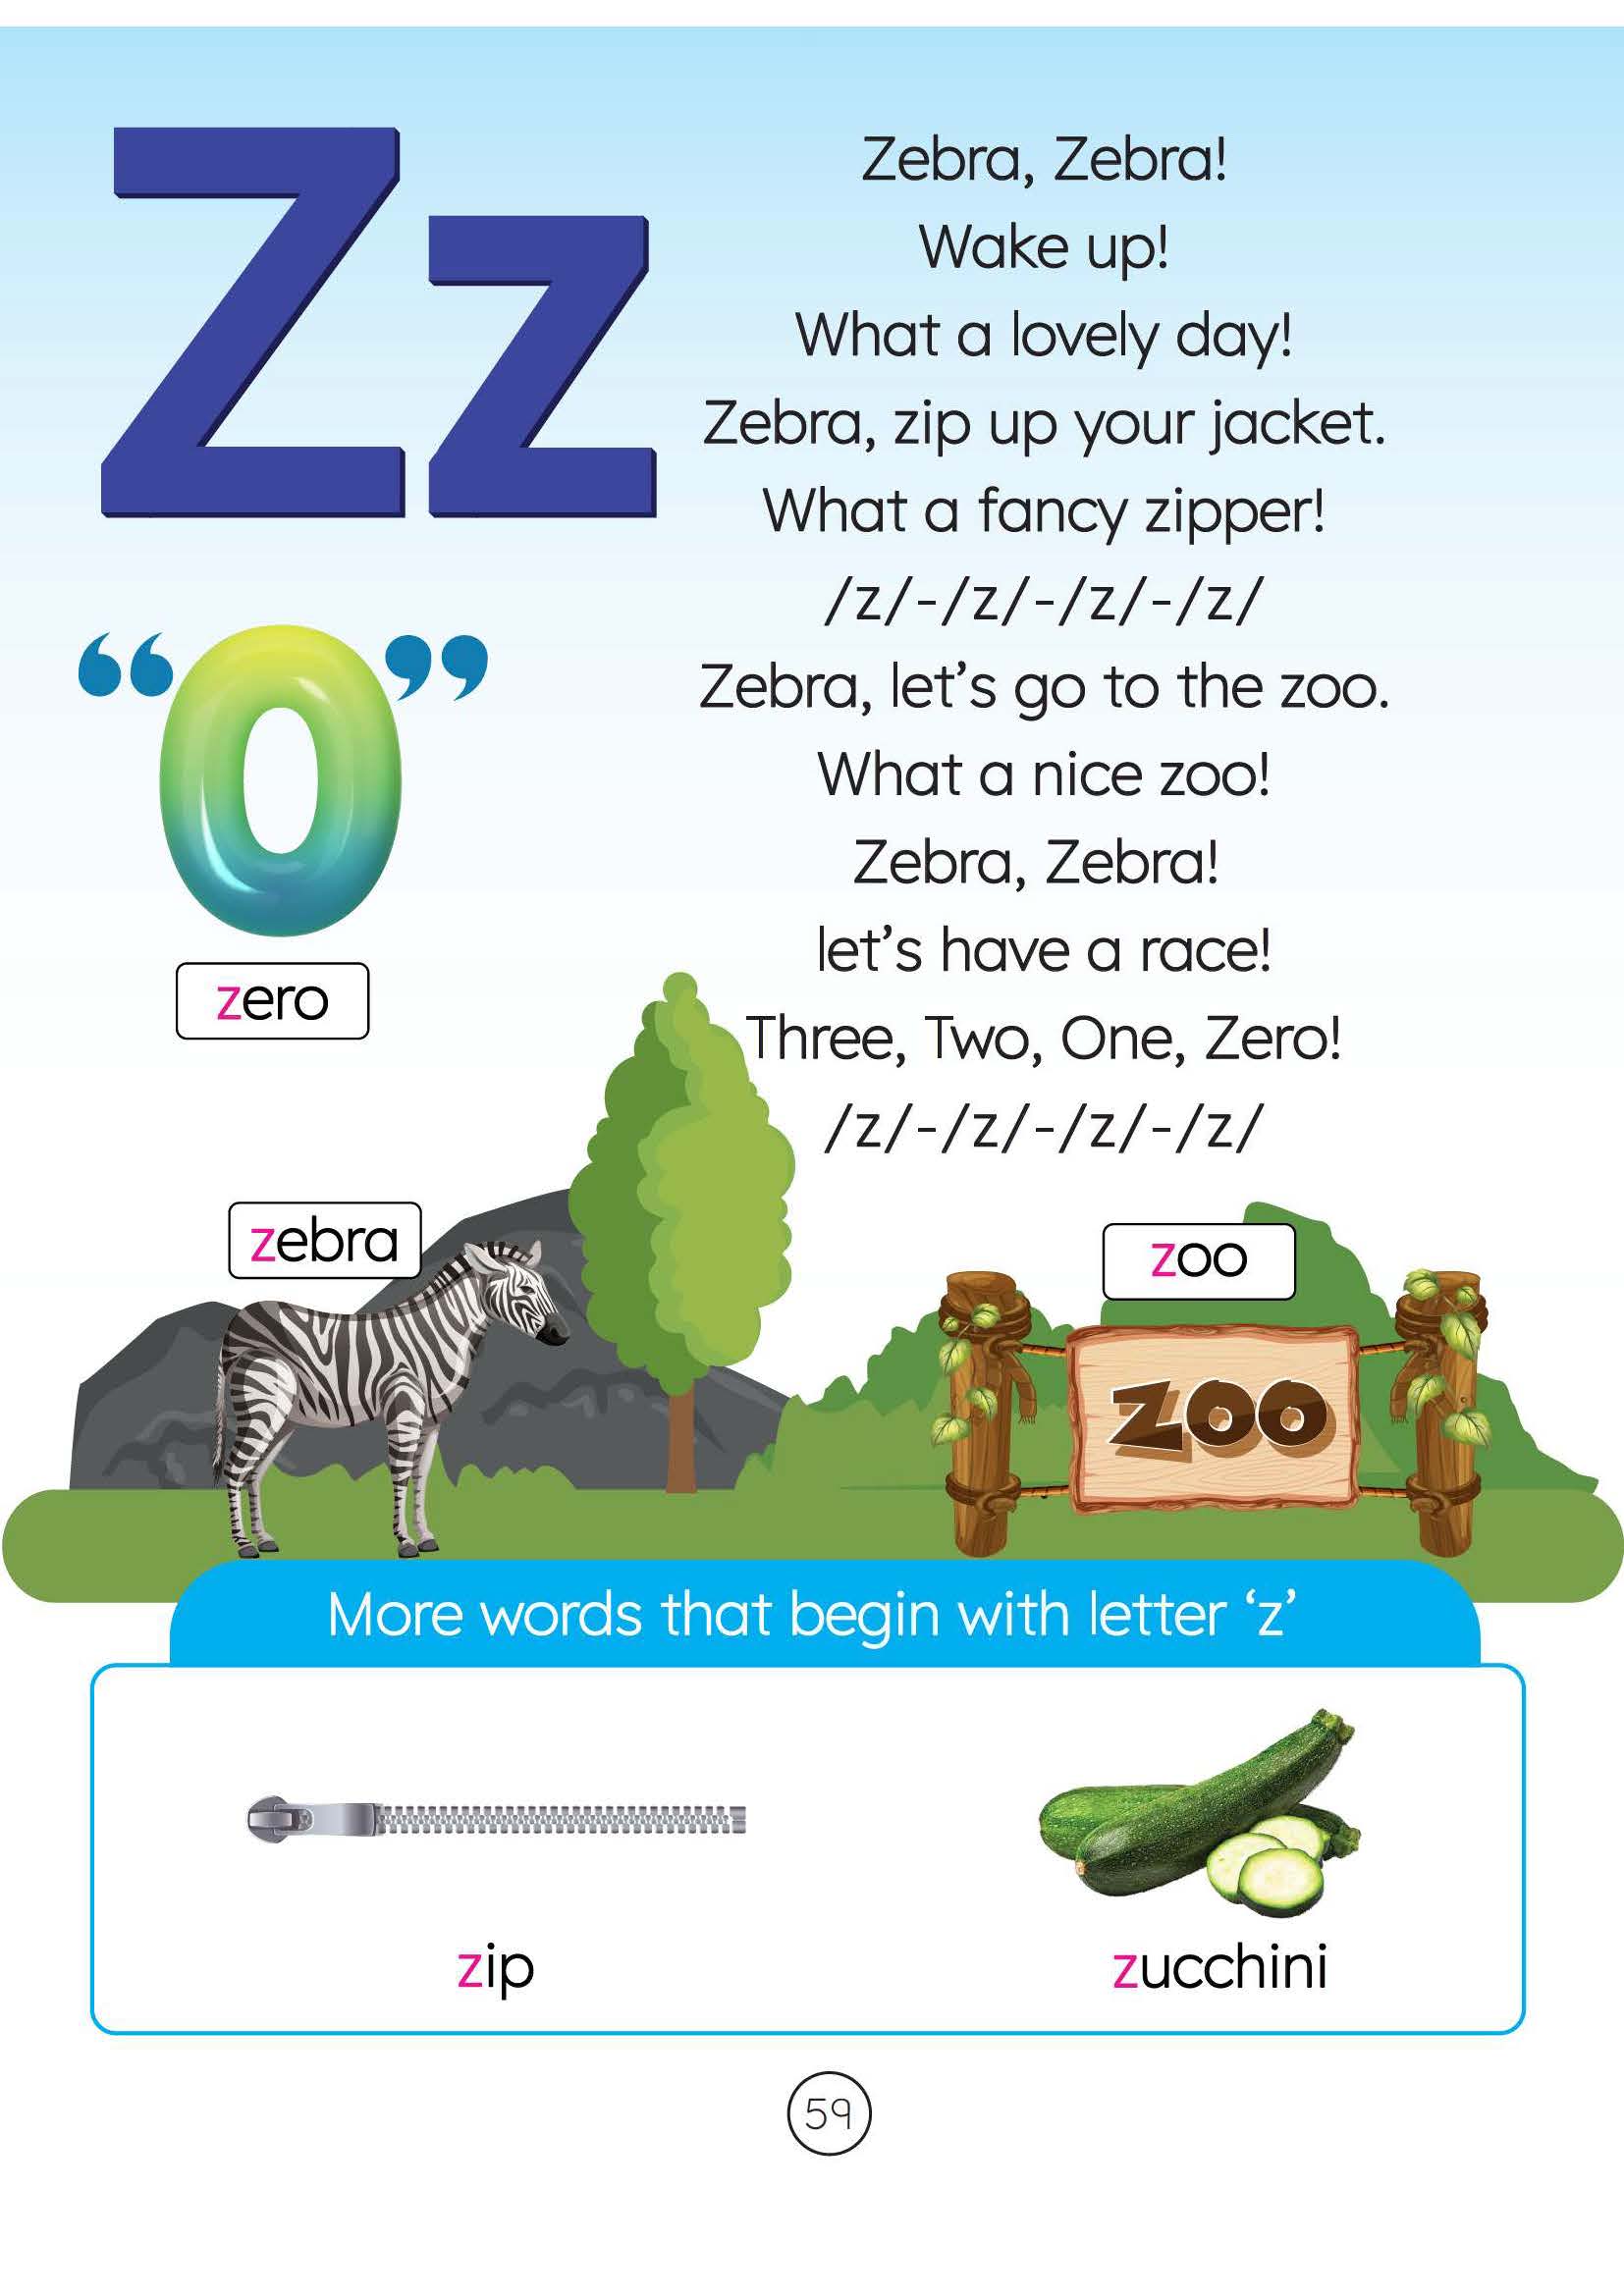 Zz
Zebra, Zebra!
Wake up!
What a lovely day!
Zebra, zip up your jacket.
What a fancy zipper!
/z/-/z/-/z/-/z/
Zebra, let’s go to the zoo.
What a nice zoo!
Zebra, Zebra!
let’s have a race!
Three, Two, One, Zero!
/z/-/z/-/z/-/z/
“0”
zero
zebra
zoo
ZOO
More words that begin with letter ‘z’
zip
zucchini
59